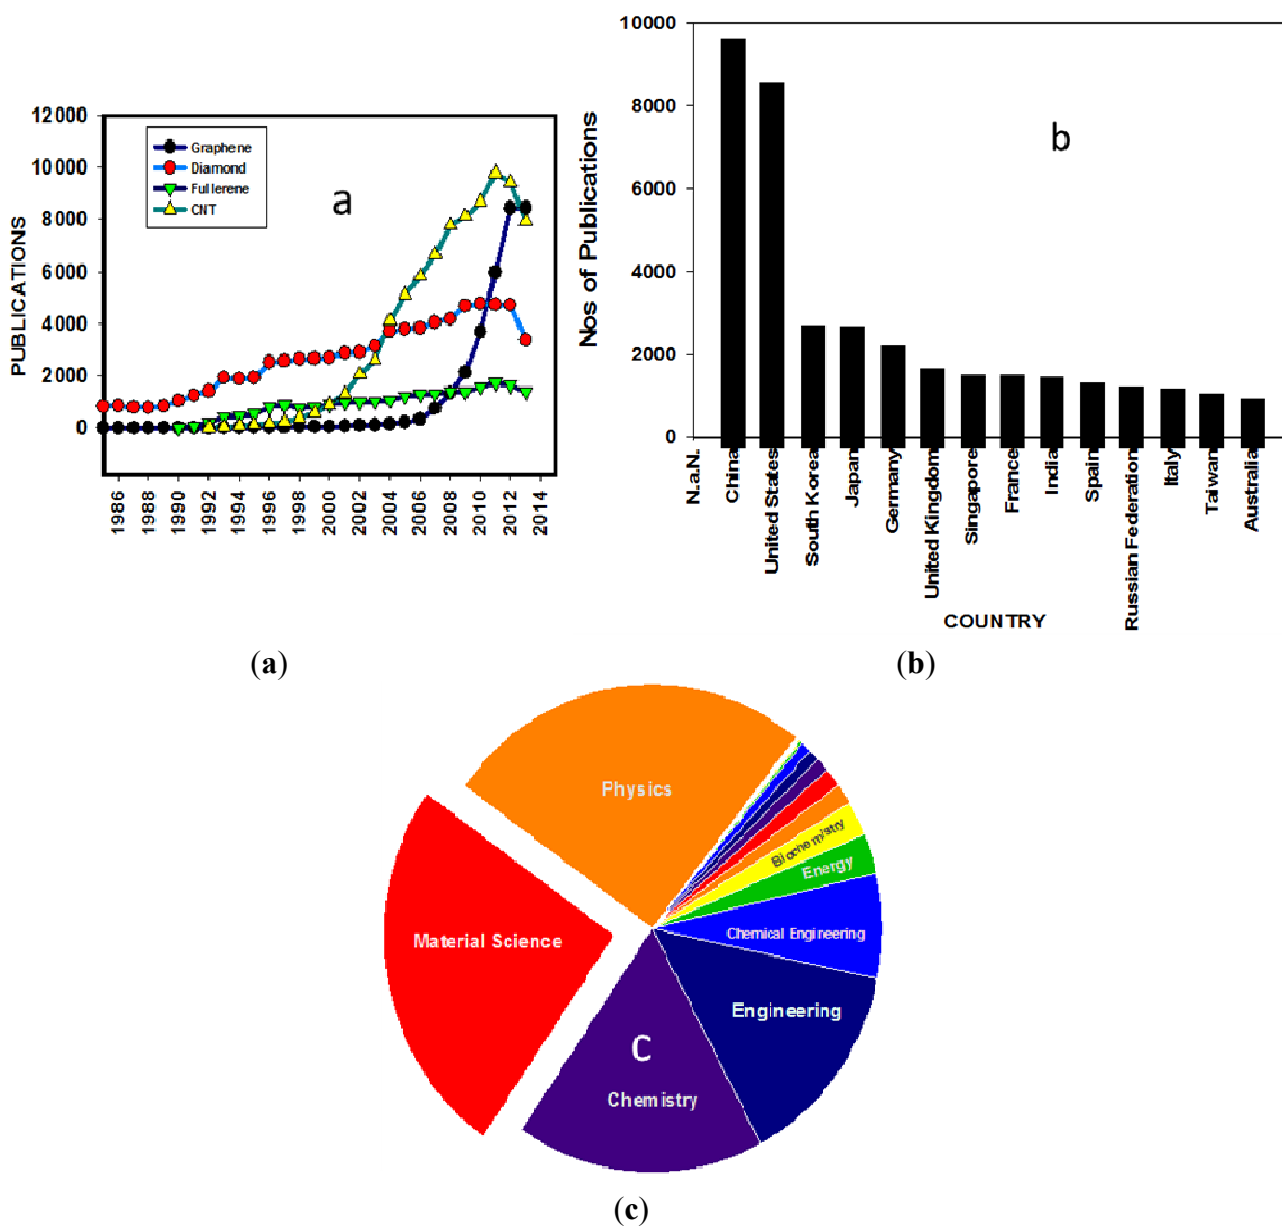 12000
10000
8000
6000
4000
2000
0
PUBLICATIONS
Graphene
Diamond
Fullerene
CNT
a
1986
1988
1990
1992
1994
1996
1998
2000
2002
2004
2006
2008
2010
2012
2014
(a)
10000
8000
6000
4000
2000
0
Nos of Publications
b
N.a.N.
China
United States
South Korea
Japan
Germany
United Kingdom
Singapore
France
India
Spain
Russian Federation
Italy
Taiwan
Australia
COUNTRY
(b)
Physics
Biochemistry
Energy
Chemical Engineering
Material Science
Engineering
C
Chemistry
(c)